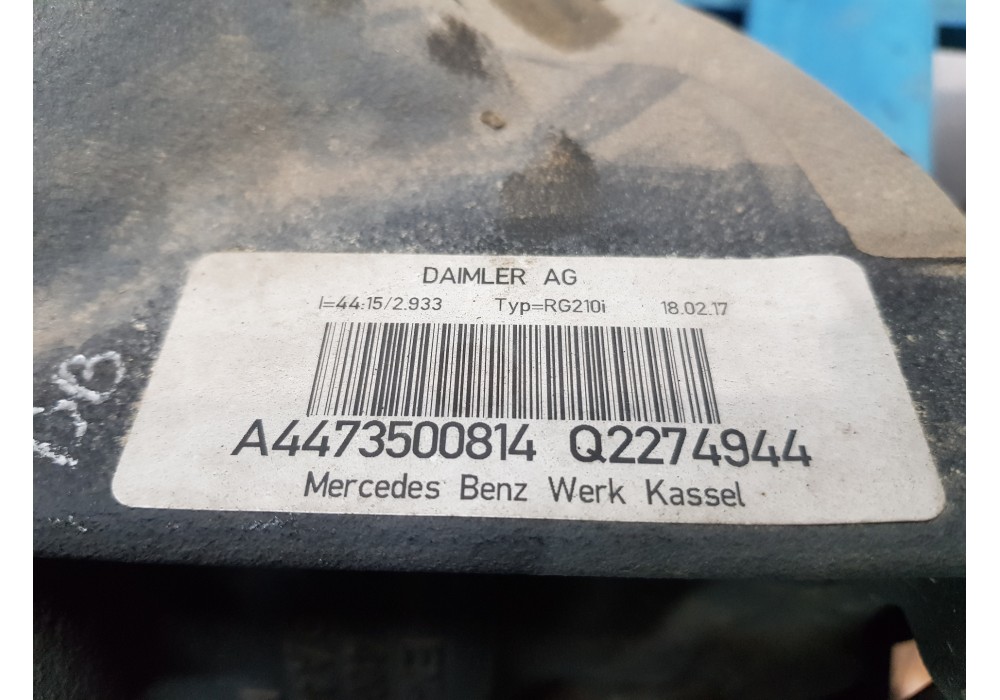 DAIMLER AG
i=44:15/2.933 Typ=RG210i 18.02.17
A4473500814 Q2274944
Mercedes Benz Werk Kassel